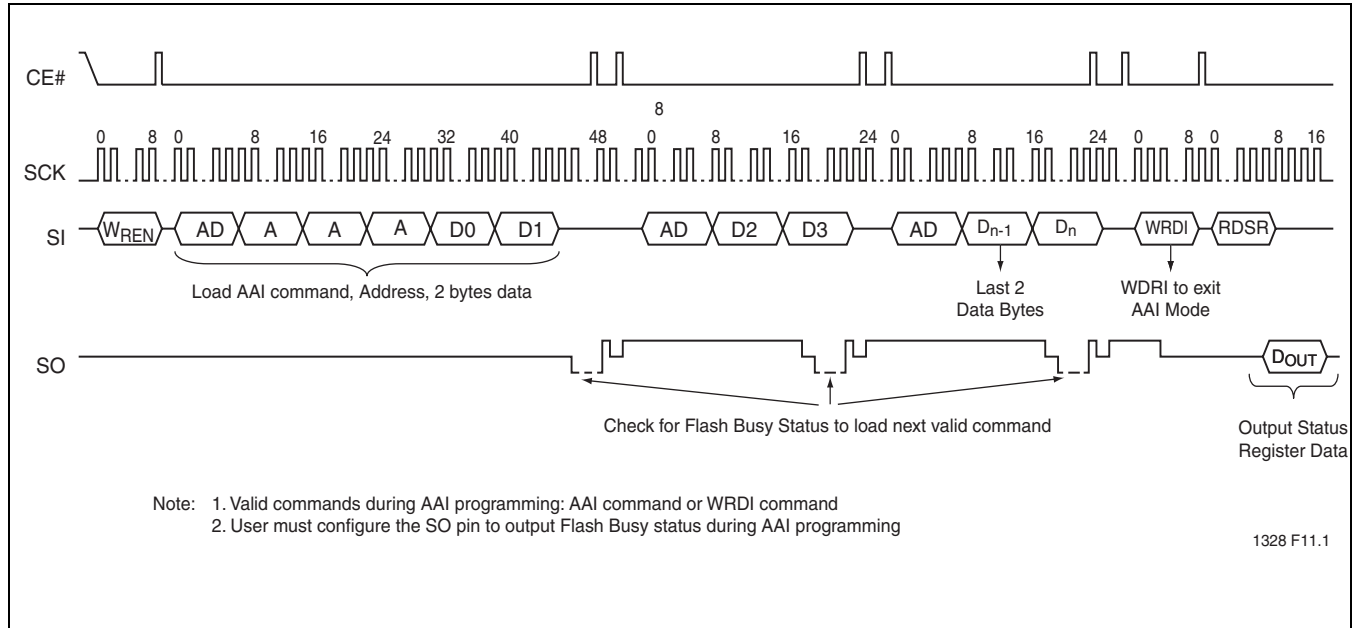 CE#
8
0 8 0 8 16 24 32 40 48 0 8 16 24 0 8 16 24 0 8 0 8 16
SCK
SI WREN AD A A A D0 D1 AD D2 D3 AD Dn-1 Dn WRDI RDSR
Load AAI command, Address, 2 bytes data
Last 2
Data Bytes
WDRI to exit
AAI Mode
SO DOUT
Check for Flash Busy Status to load next valid command
Output Status
Register Data
Note: 1. Valid commands during AAI programming: AAI command or WRDI command
2. User must configure the SO pin to output Flash Busy status during AAI programming
1328 F11.1